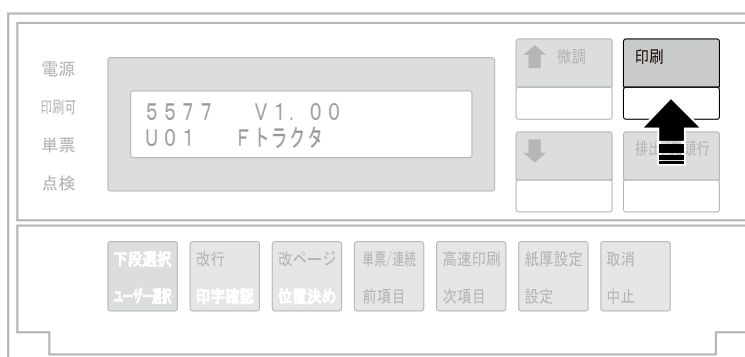 電源
印刷可
単票
点検
5577 V1.00
U01 Fトラクタ
微調
印刷
排出 頭行
下段選択
ユーザー選択
改行
印字確認
改ページ
位置決め
単票/連続
前項目
高速印刷
次項目
紙厚設定
設定
取消
中止